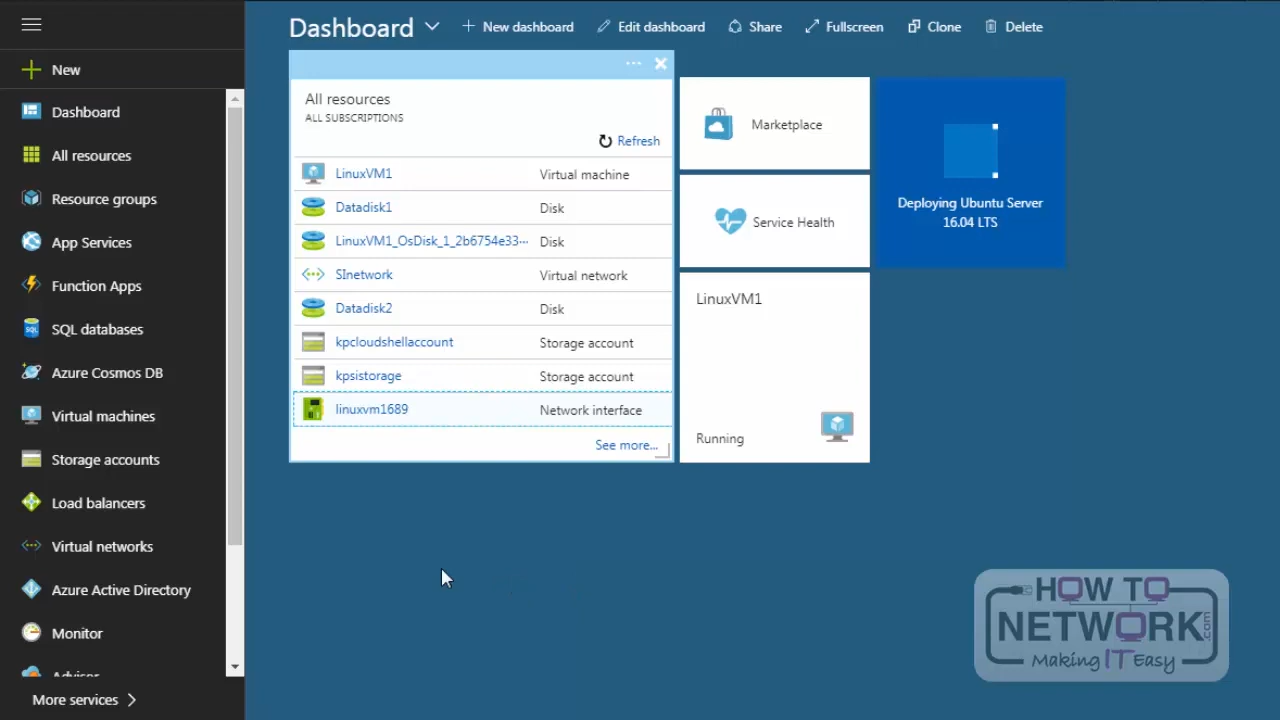 Dashboard
New dashboard
Edit dashboard
Share
Fullscreen
Clone
Delete
New
Dashboard
All resources
Resource groups
App Services
Function Apps
SQL databases
Azure Cosmos DB
Virtual machines
Storage accounts
Load balancers
Virtual networks
Azure Active Directory
Monitor
Advisor
More services
All resources
ALL SUBSCRIPTIONS
Refresh
LinuxVM1 Virtual machine
Datadisk1 Disk
LinuxVM1_OsDisk_1_2b6754e33··· Disk
SInetwork Virtual network
Datadisk2 Disk
kpcloudshellaccount Storage account
kpsistorage Storage account
linuxvm1689 Network interface
See more...
Marketplace
Service Health
LinuxVM1
Running
Deploying Ubuntu Server
16.04 LTS
HOW TO
NETWORK.com
Making IT Easy